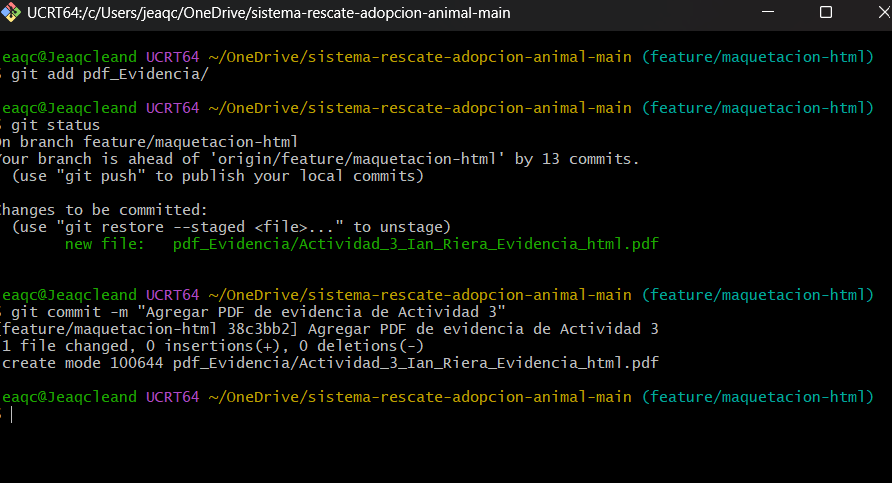 UCRT64:/c/Users/jeaqc/OneDrive/sistema-rescate-adopcion-animal-main
eaqc@Jeaqcleand UCRT64 ~/OneDrive/sistema-rescate-adopcion-animal-main (feature/maquetacion-html)
$ git add pdf_Evidencia/
eaqc@Jeaqcleand UCRT64 ~/OneDrive/sistema-rescate-adopcion-animal-main (feature/maquetacion-html)
$ git status
On branch feature/maquetacion-html
Your branch is ahead of 'origin/feature/maquetacion-html' by 13 commits.
(use "git push" to publish your local commits)
Changes to be committed:
(use "git restore --staged <file>..." to unstage)
new file: pdf_Evidencia/Actividad_3_Ian_Riera_Evidencia_html.pdf
eaqc@Jeaqcleand UCRT64 ~/OneDrive/sistema-rescate-adopcion-animal-main (feature/maquetacion-html)
$ git commit -m "Agregar PDF de evidencia de Actividad 3"
[feature/maquetacion-html 38c3bb2] Agregar PDF de evidencia de Actividad 3
1 file changed, 0 insertions(+), 0 deletions(-)
create mode 100644 pdf_Evidencia/Actividad_3_Ian_Riera_Evidencia_html.pdf
eaqc@Jeaqcleand UCRT64 ~/OneDrive/sistema-rescate-adopcion-animal-main (feature/maquetacion-html)
$